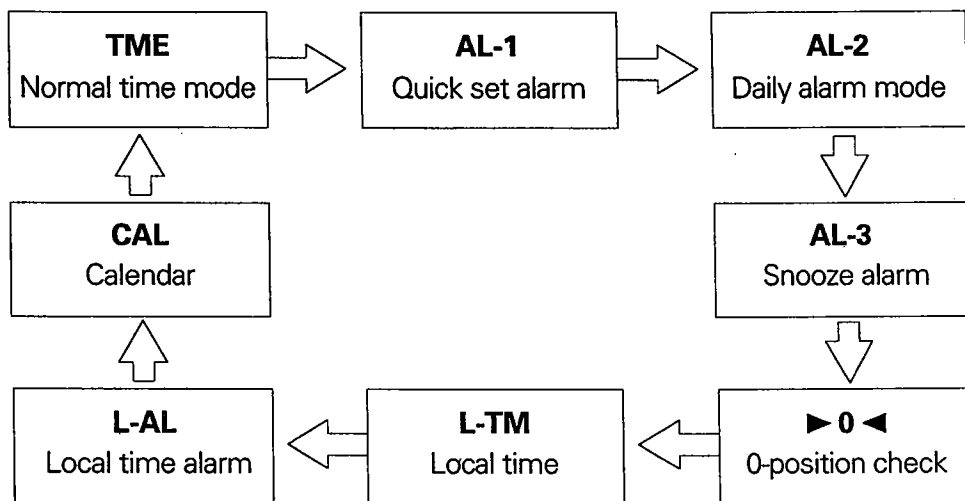 TME
Normal time mode
AL-1
Quick set alarm
AL-2
Daily alarm mode
AL-3
Snooze alarm
►0◄
0-position check
L-TM
Local time
L-AL
Local time alarm
CAL
Calendar